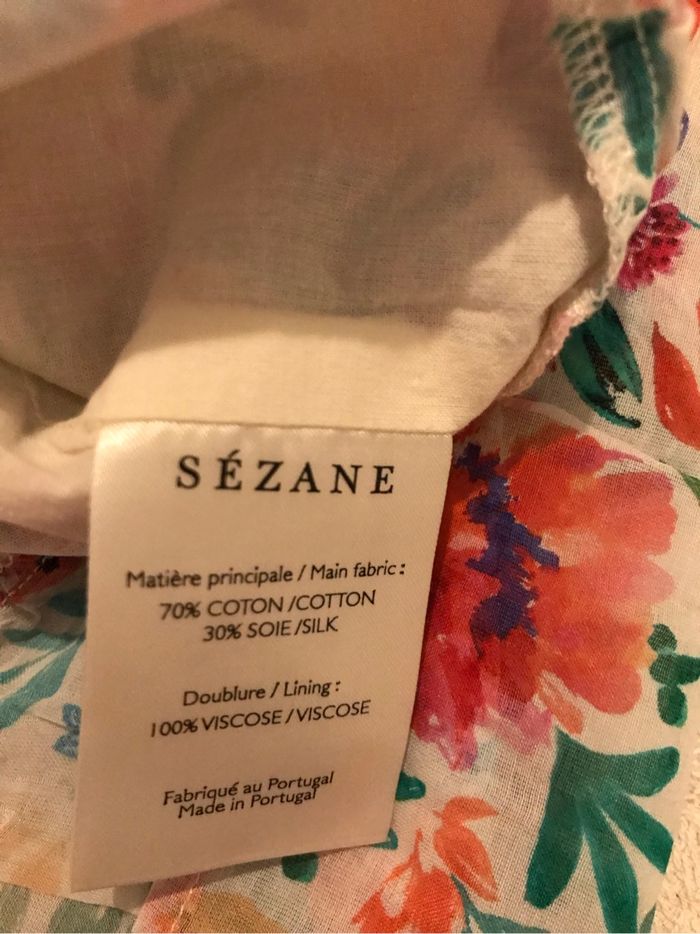 SÉZANE
Matière principale / Main fabric :
70% COTON /COTTON
30% SOIE /SILK
Doublure / Lining :
100% VISCOSE / VISCOSE
Fabriqué au Portugal
Made in Portugal